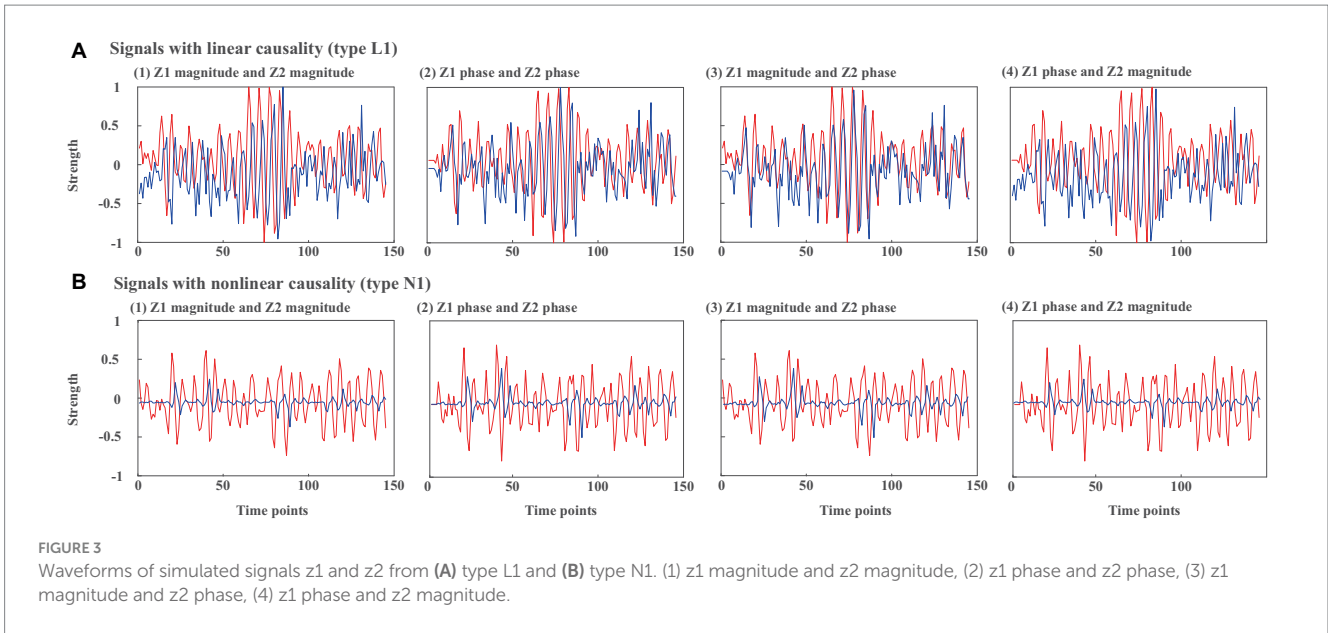 A Signals with linear causality (type L1)
(1) Z1 magnitude and Z2 magnitude (2) Z1 phase and Z2 phase (3) Z1 magnitude and Z2 phase (4) Z1 phase and Z2 magnitude
1
0.5
0
-0.5
-1
Strength
0 50 100 150 0 50 100 150 0 50 100 150 0 50 100
B Signals with nonlinear causality (type N1)
(1) Z1 magnitude and Z2 magnitude (2) Z1 phase and Z2 phase (3) Z1 magnitude and Z2 phase (4) Z1 phase and Z2 magnitude
1
0.5
0
-0.5
-1
Strength
0 50 100 150 0 50 100 150 0 50 100 150 0 50 100 150
Time points Time points Time points Time points
FIGURE 3
Waveforms of simulated signals z1 and z2 from (A) type L1 and (B) type N1. (1) z1 magnitude and z2 magnitude, (2) z1 phase and z2 phase, (3) z1
magnitude and z2 phase, (4) z1 phase and z2 magnitude.